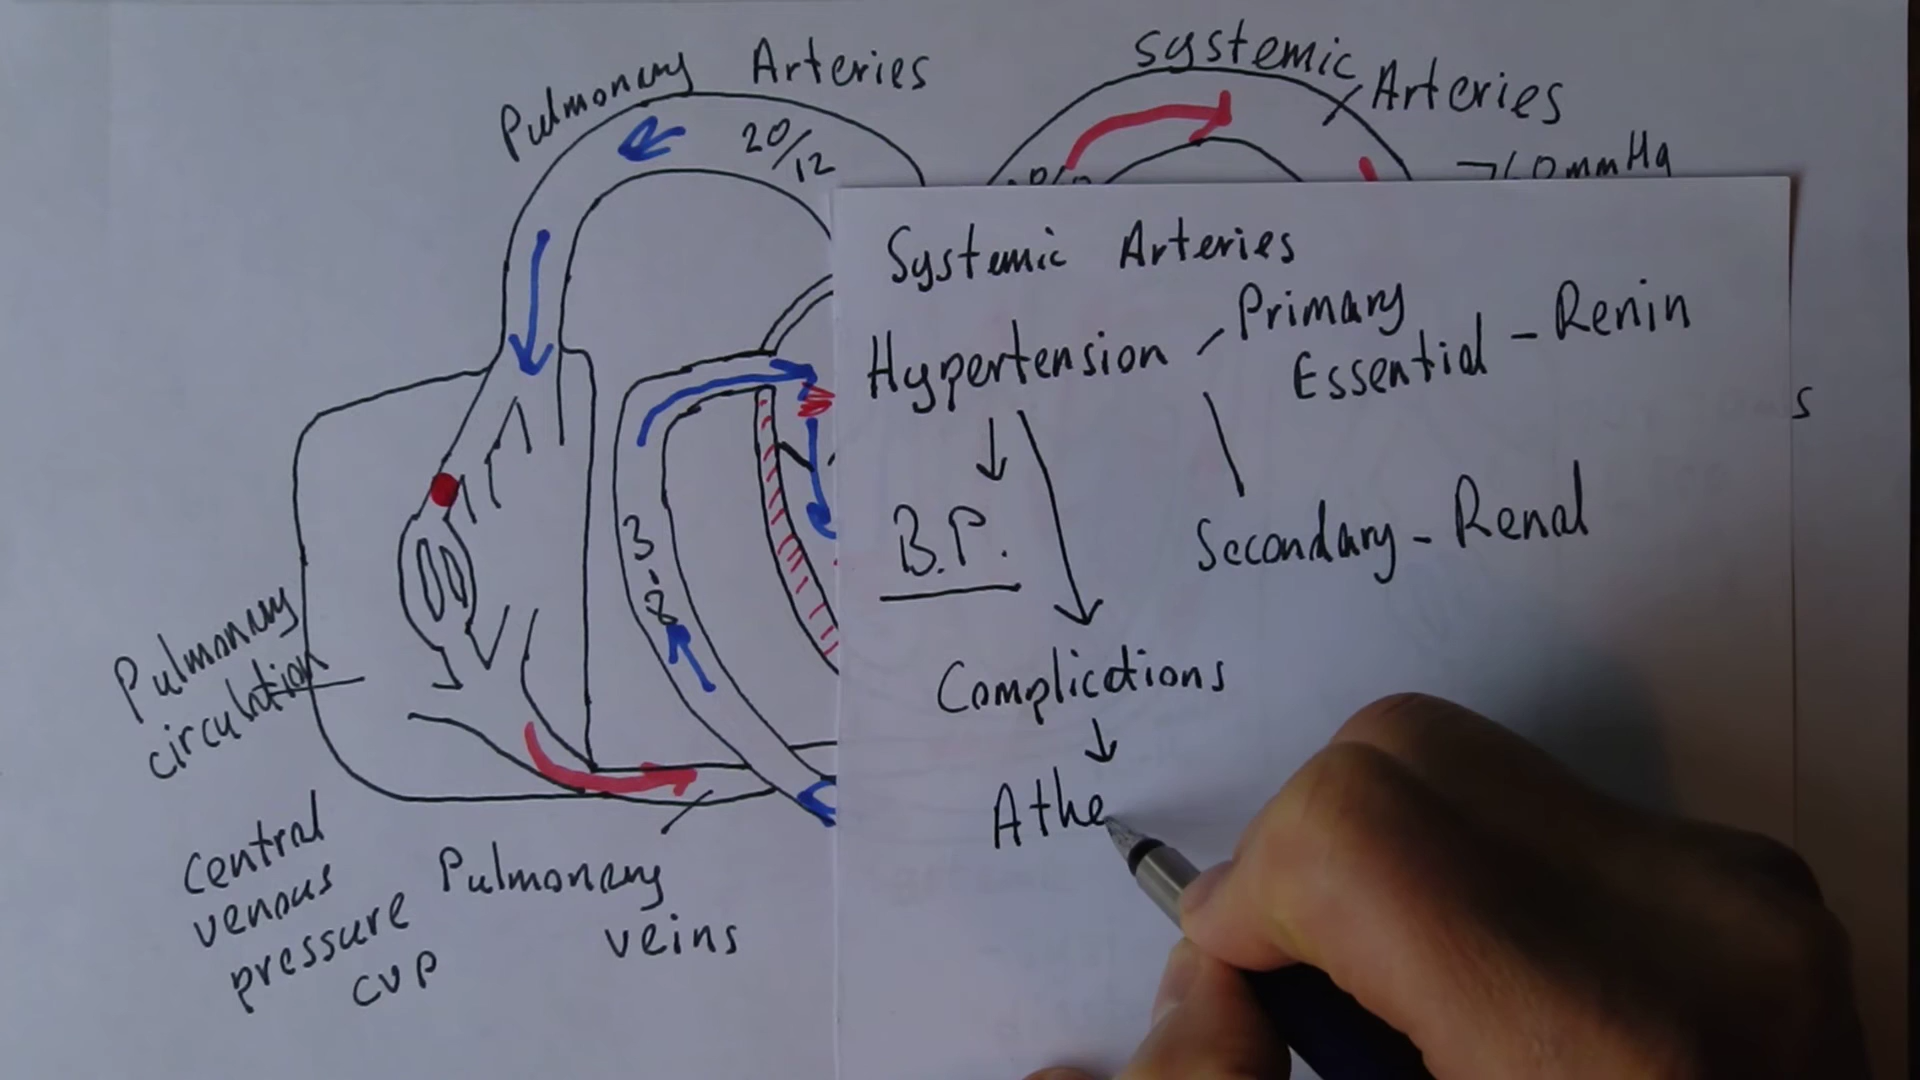 Pulmonary Arteries
20/12
systemic Arteries
mmHg
Systemic Arteries
Hypertension
Primary
Essential - Renin
B.P.
Secondary - Renal
Complications
Athe
3-8
Pulmonary
circulation
central
venous
pressure
CVP
Pulmonary
veins
s